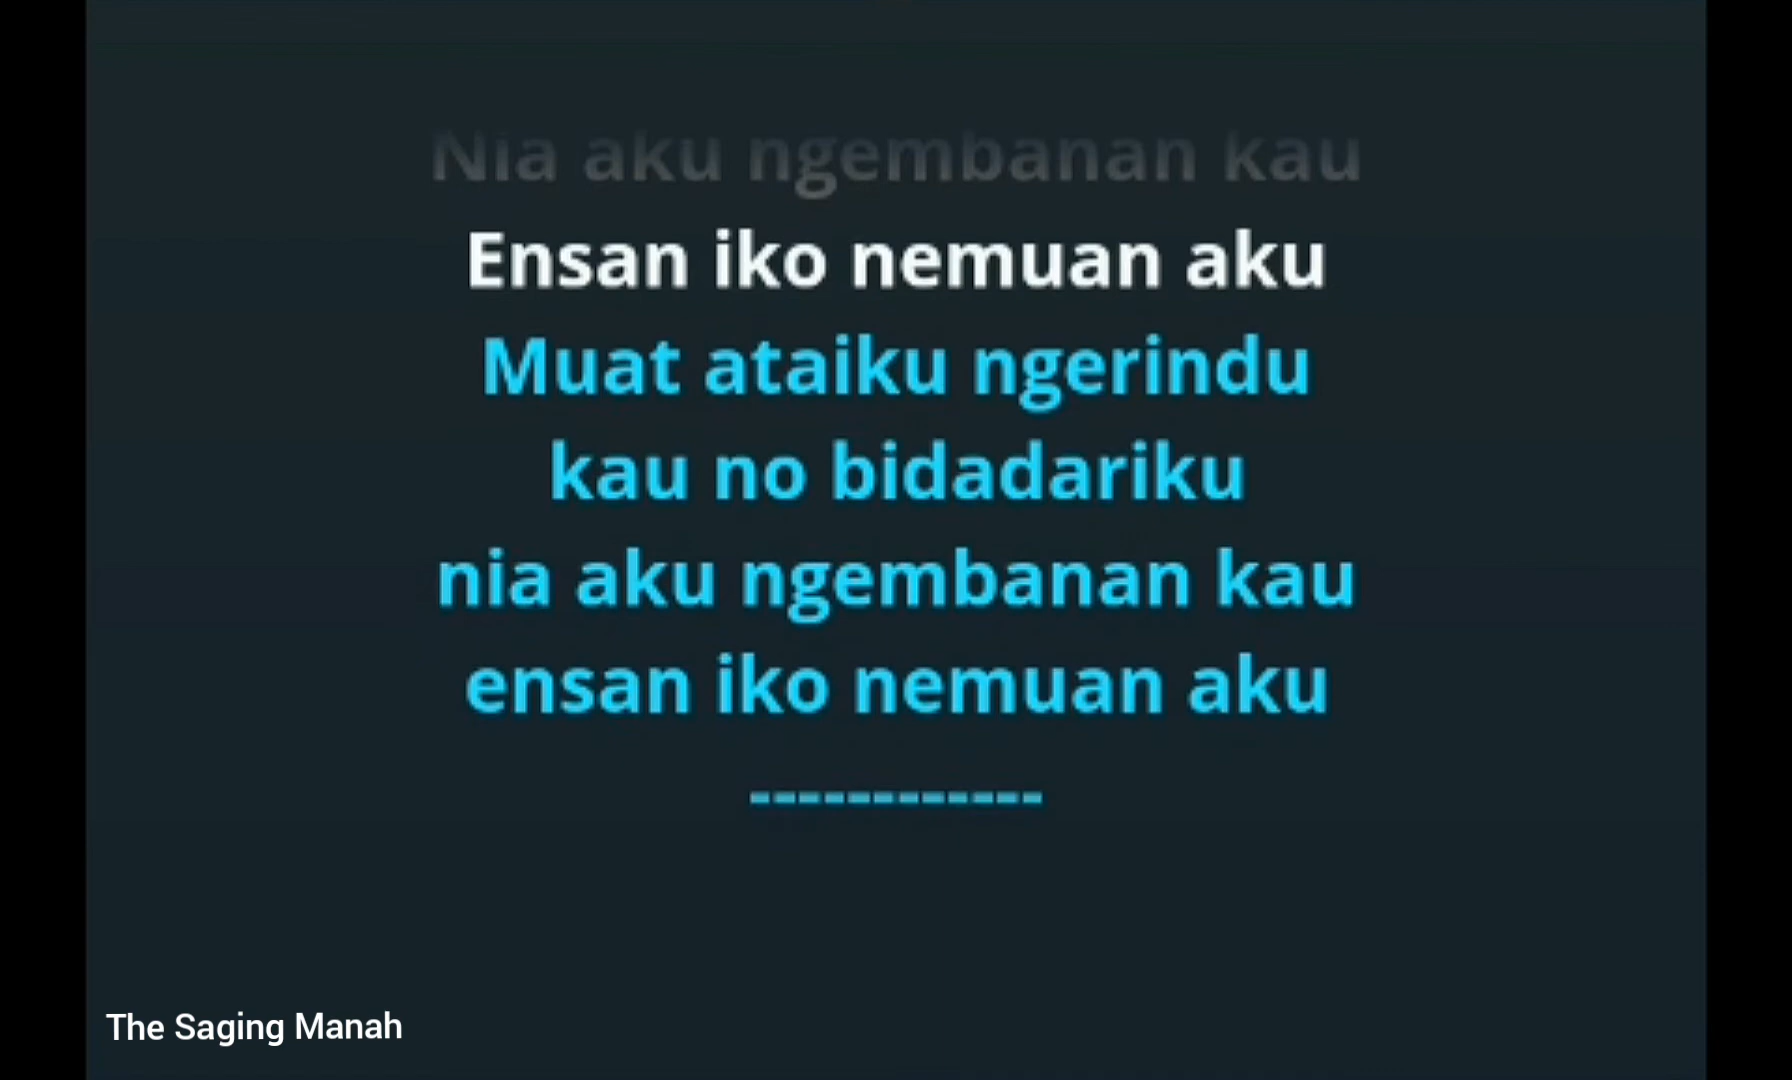 Nia aku ngembanan kau
Ensan iko nemuan aku
Muat ataiku ngerindu
kau no bidadariku
nia aku ngembanan kau
ensan iko nemuan aku
------------
The Saging Manah